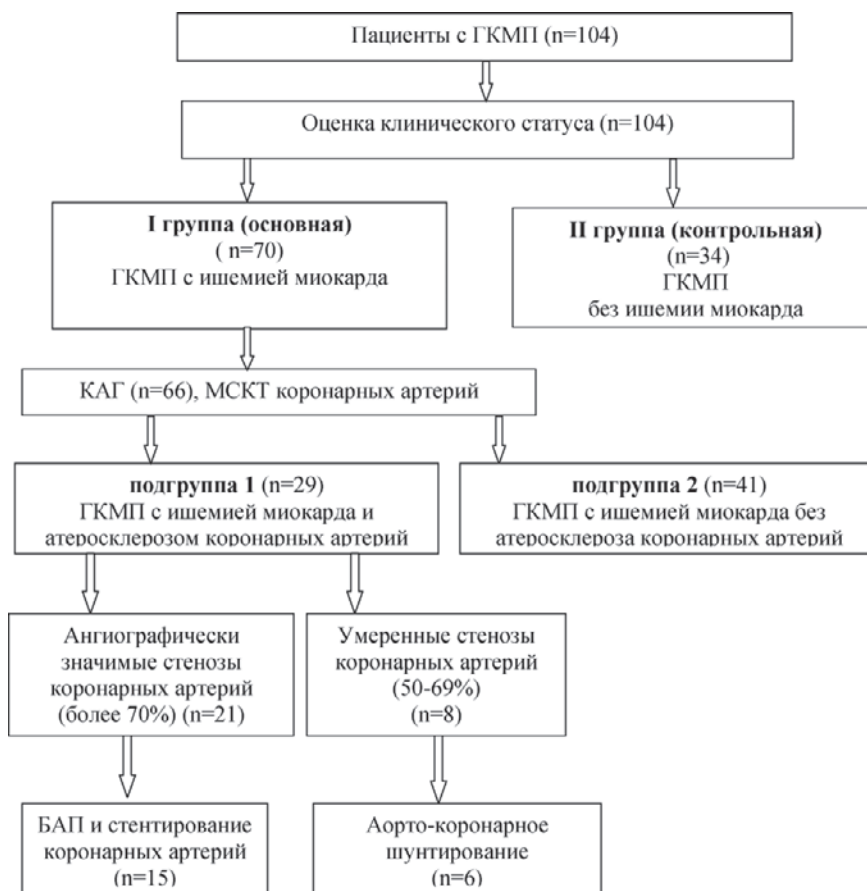 Пациенты с ГКМП (n=104)
Оценка клинического статуса (n=104)
I группа (основная)
( n=70)
ГКМП с ишемией миокарда
II группа (контрольная)
(n=34)
ГКМП
без ишемии миокарда
КАГ (n=66), МСКТ коронарных артерий
подгруппа 1 (n=29)
ГКМП с ишемией миокарда и
атеросклерозом коронарных артерий
подгруппа 2 (n=41)
ГКМП с ишемией миокарда без
атеросклероза коронарных артерий
Ангиографически
значимые стенозы
коронарных артерий
(более 70%) (n=21)
Умеренные стенозы
коронарных артерий
(50-69%)
(n=8)
БАП и стентирование
коронарных артерий
(n=15)
Аорто-коронарное
шунтирование
(n=6)